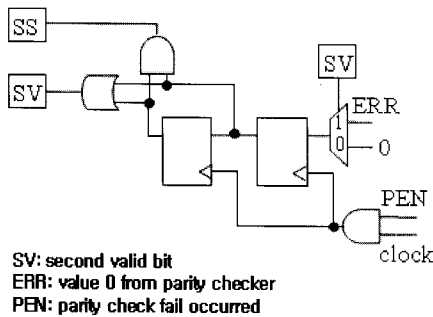 SS
SV
SV
ERR
1
0
0
PEN
clock
SV: second valid bit
ERR: value 0 from parity checker
PEN: parity check fail occurred